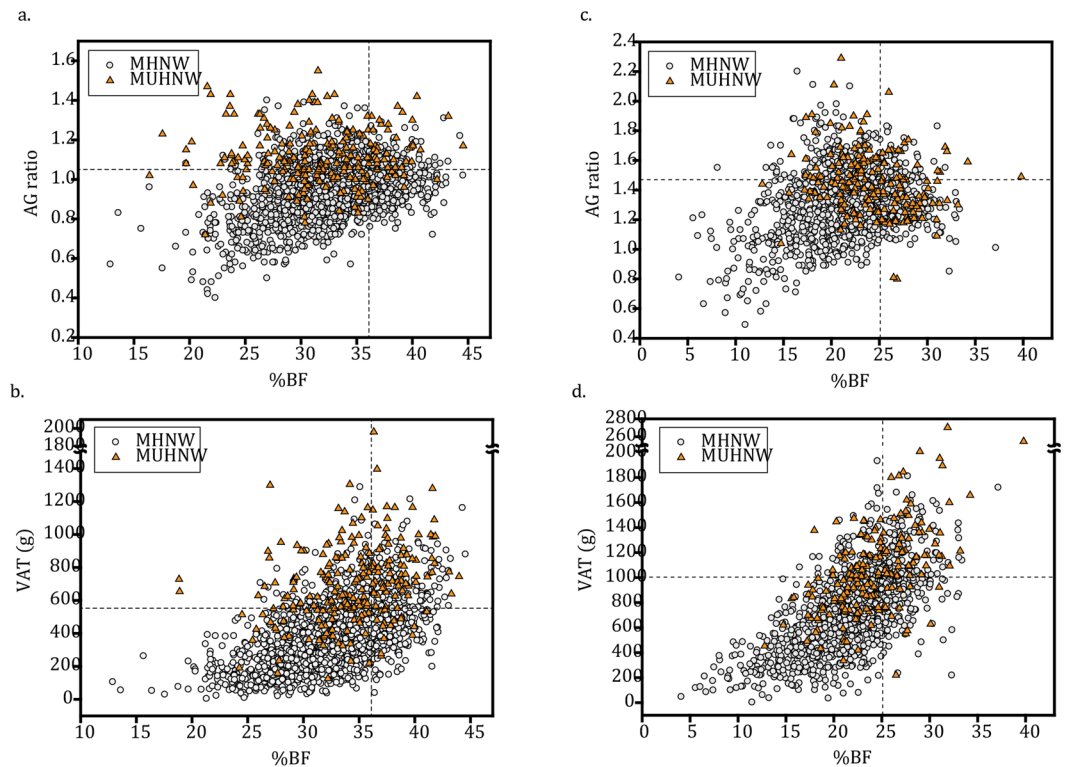 a.
1.6
1.4
1.2
1.0
0.8
0.6
0.4
0.2
AG ratio
MHNW
MUHNW
10 15 20 25 30 35 40 45
%BF
c.
2.4
2.2
2.0
1.8
1.6
1.4
1.2
1.0
0.8
0.6
0.4
AG ratio
MHNW
MUHNW
0 5 10 15 20 25 30 35 40
%BF
b.
2000
1800
1400
1200
1000
800
600
400
200
0
VAT (g)
MHNW
MUHNW
10 15 20 25 30 35 40 45
%BF
d.
2800
2600
2000
1800
1600
1400
1200
1000
800
600
400
200
0
VAT (g)
MHNW
MUHNW
0 5 10 15 20 25 30 35 40
%BF